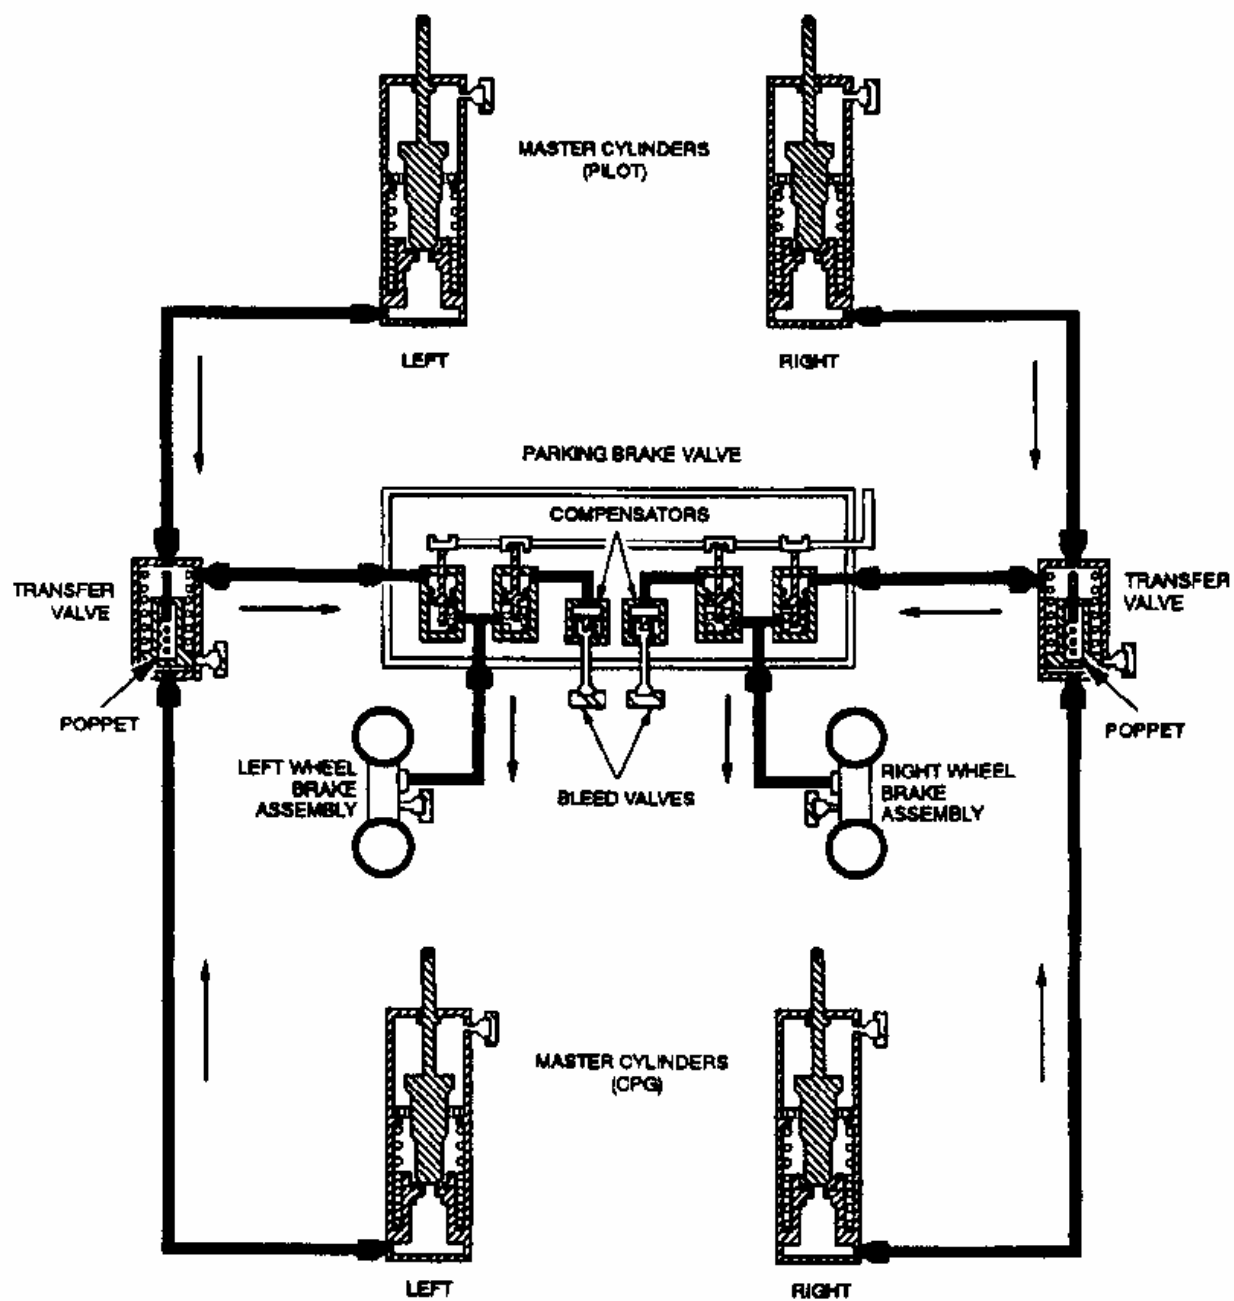 MASTER CYLINDERS
(PILOT)
LEFT
RIGHT
PARKING BRAKE VALVE
COMPENSATORS
TRANSFER
VALVE
TRANSFER
VALVE
POPPET
POPPET
LEFT WHEEL
BRAKE
ASSEMBLY
BLEED VALVES
RIGHT WHEEL
BRAKE
ASSEMBLY
MASTER CYLINDERS
(CPG)
LEFT
RIGHT